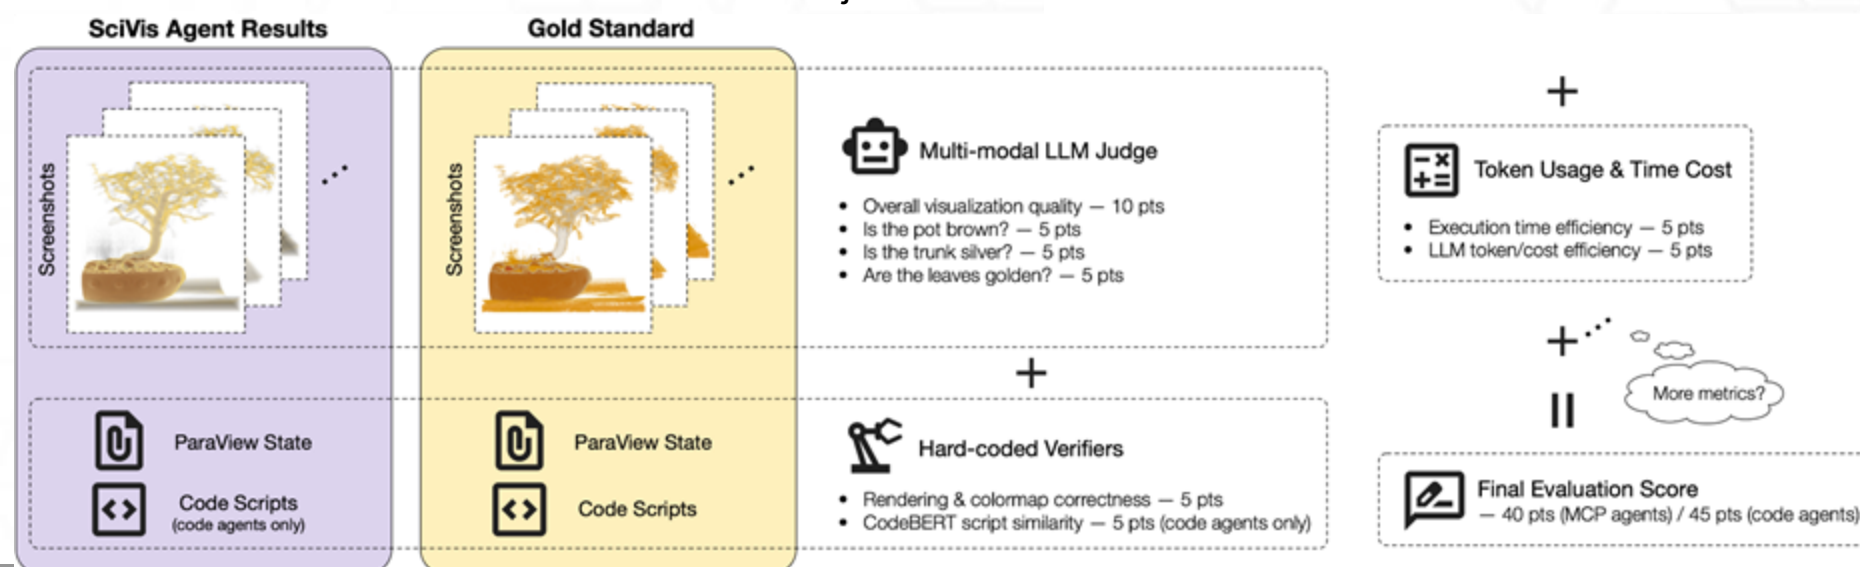 SciVis Agent Results
Gold Standard
Screenshots
Screenshots
Multi-modal LLM Judge
• Overall visualization quality — 10 pts
• Is the pot brown? — 5 pts
• Is the trunk silver? — 5 pts
• Are the leaves golden? — 5 pts
+
ParaView State
Code Scripts
(code agents only)
ParaView State
Code Scripts
Hard-coded Verifiers
• Rendering & colormap correctness — 5 pts
• CodeBERT script similarity — 5 pts (code agents only)
+
Token Usage & Time Cost
• Execution time efficiency — 5 pts
• LLM token/cost efficiency — 5 pts
+
More metrics?
Final Evaluation Score
— 40 pts (MCP agents) / 45 pts (code agents)